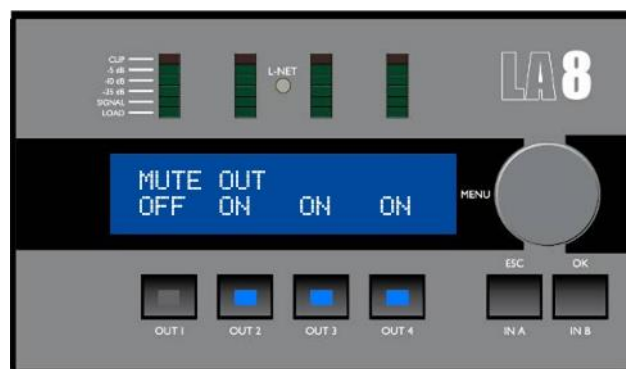 CLIP
-5 dB
-10 dB
-25 dB
SIGNAL
LOAD
L-NET
LA8
MUTE OUT
OFF ON ON ON
MENU
ESC OK
OUT 1 OUT 2 OUT 3 OUT 4 IN A IN B